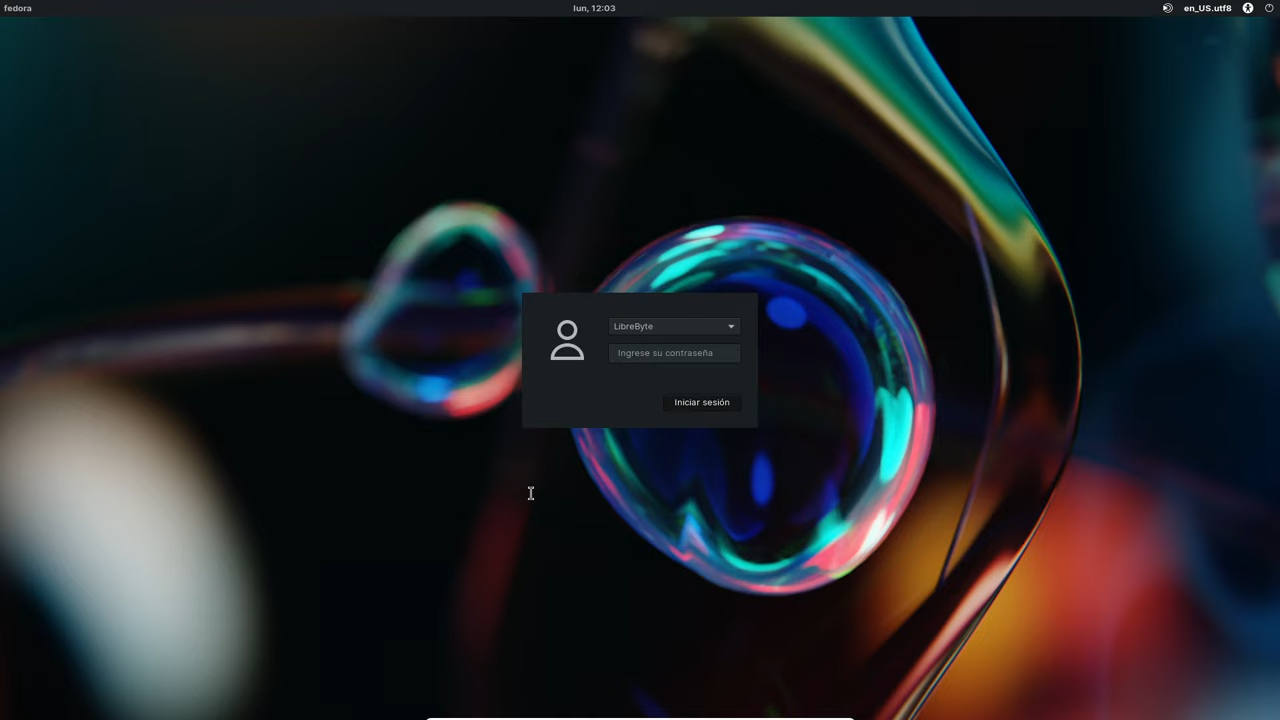 fedora
lun, 12:03
en_US.utf8
LibreByte
Ingrese su contraseña
Iniciar sesión